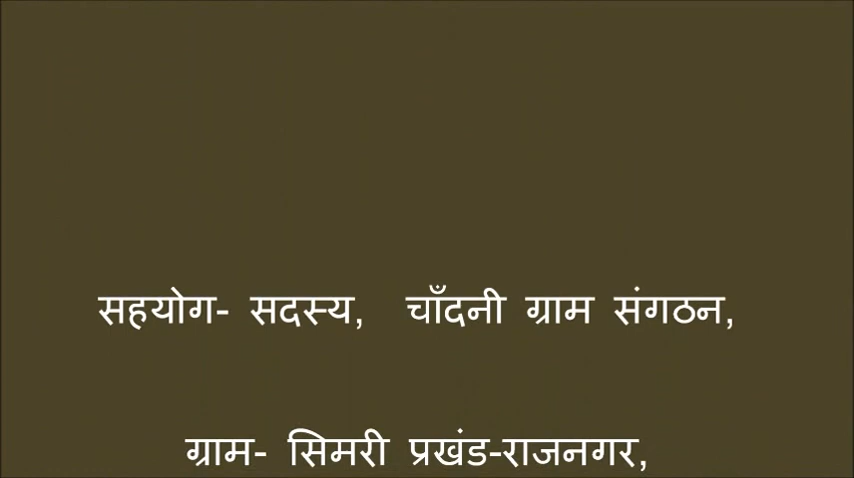 सहयोग- सदस्य, चाँदनी ग्राम संगठन,
ग्राम- सिमरी प्रखंड-राजनगर,